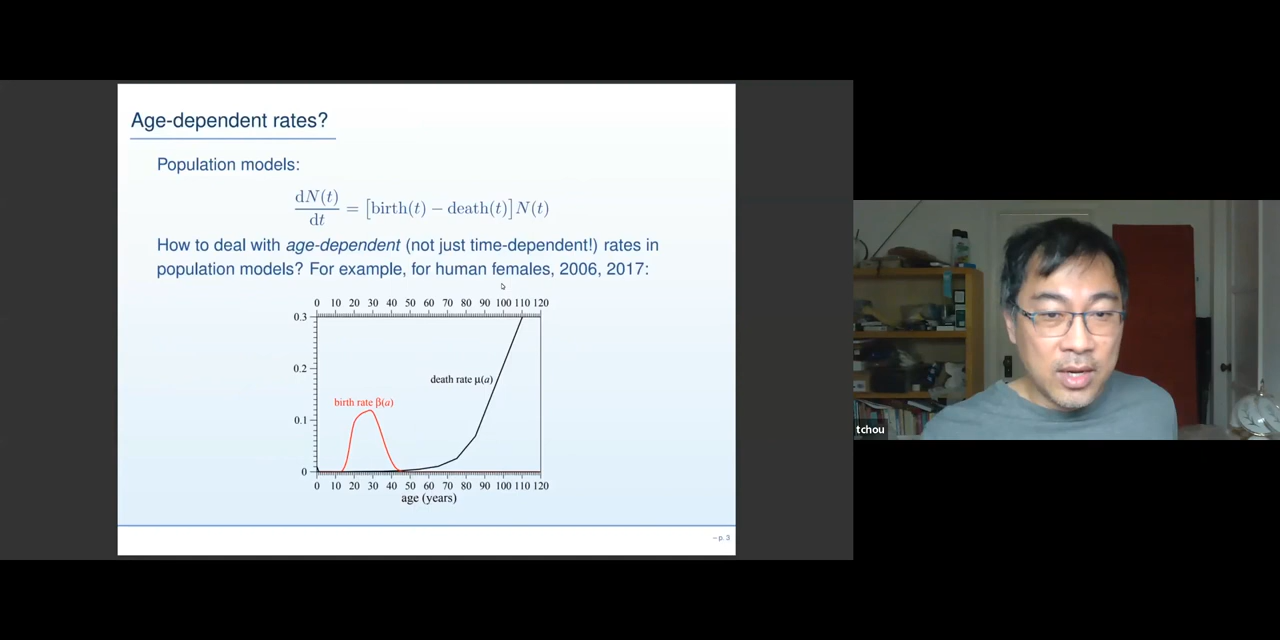 Age-dependent rates?
Population models:
dN(t)/dt = [birth(t) − death(t)]N(t)
How to deal with age-dependent (not just time-dependent!) rates in
population models? For example, for human females, 2006, 2017:
0 10 20 30 40 50 60 70 80 90 100 110 120
0.3
0.2
death rate μ(a)
birth rate β(a)
0.1
0
0 10 20 30 40 50 60 70 80 90 100 110 120
age (years)
– p. 3
tchou